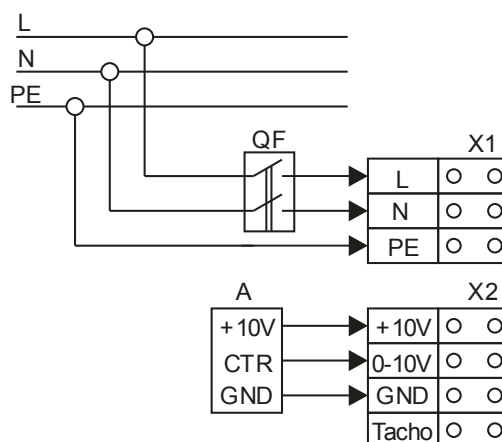 L
N
PE
QF
X1
L
N
PE
A
X2
+10V
+10V
CTR
0-10V
GND
GND
Tacho